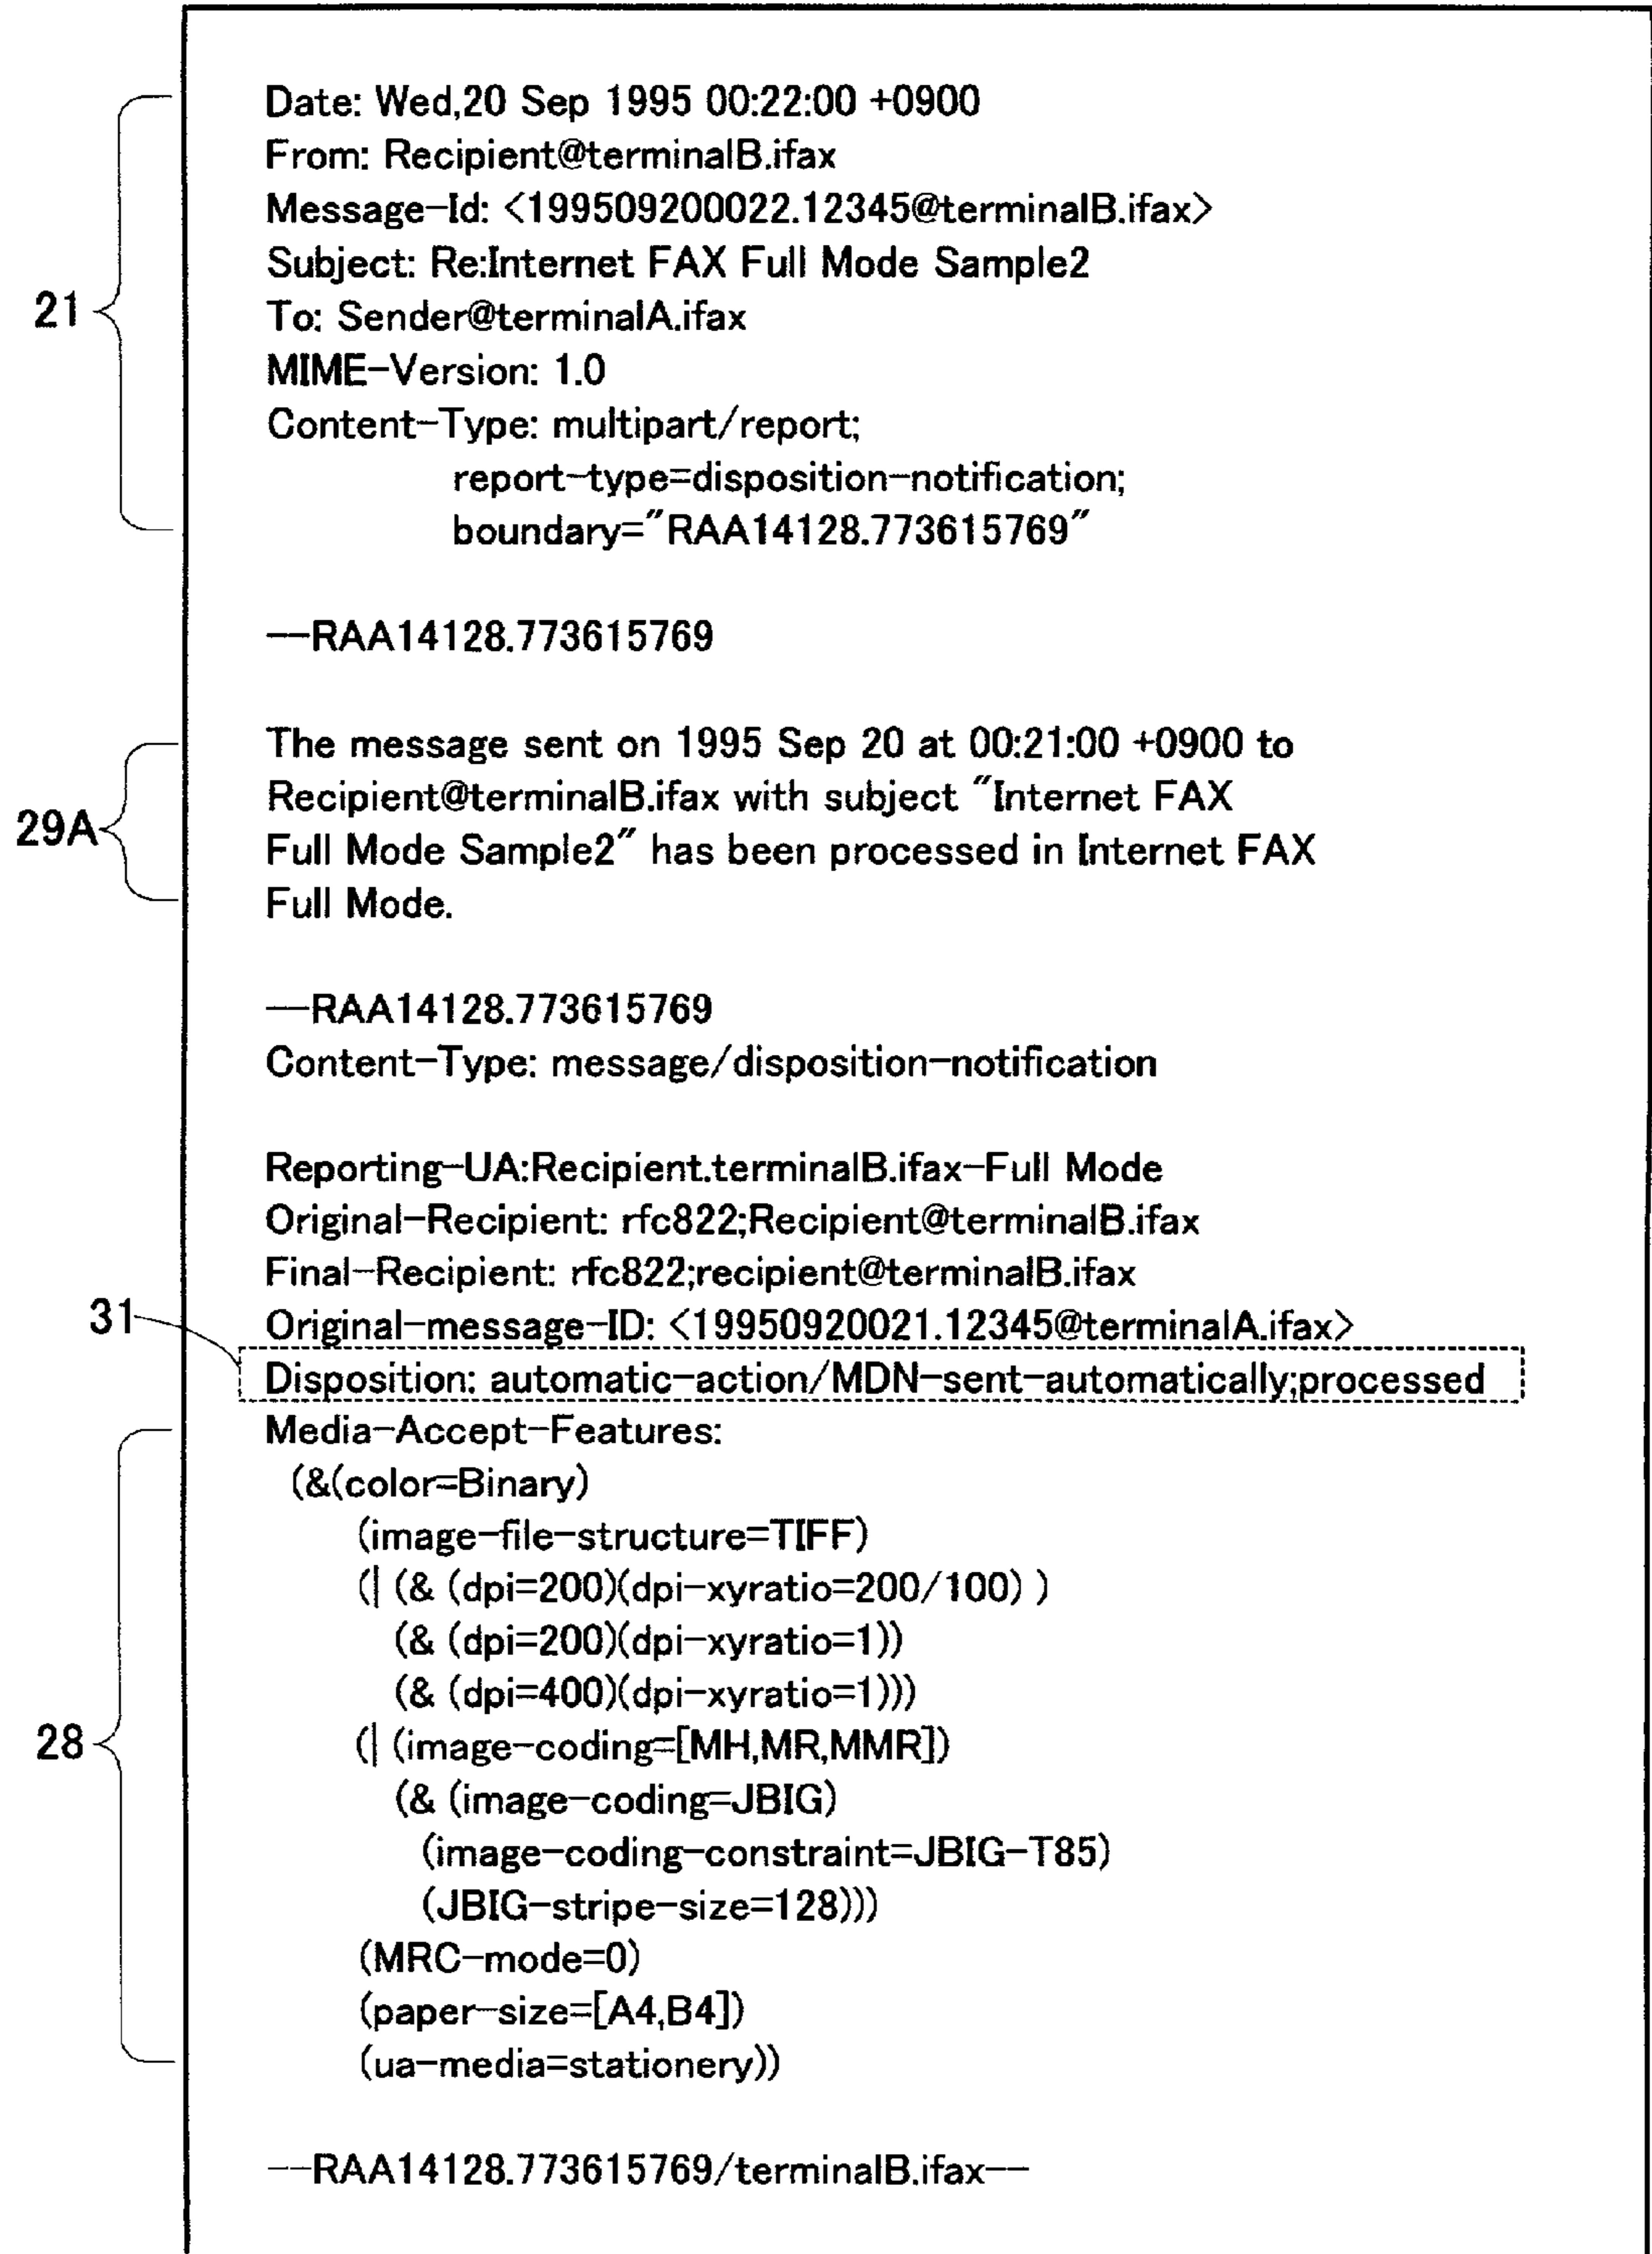 Date: Wed,20 Sep 1995 00:22:00 +0900
From: Recipient@terminalB.ifax
Message-Id: <199509200022.12345@terminalB.ifax>
Subject: Re:Internet FAX Full Mode Sample2
21
To: Sender@terminalA.ifax
MIME-Version: 1.0
Content-Type: multipart/report;
report-type=disposition-notification;
boundary="RAA14128.773615769"
--RAA14128.773615769
The message sent on 1995 Sep 20 at 00:21:00 +0900 to
Recipient@terminalB.ifax with subject "Internet FAX
29A
Full Mode Sample2" has been processed in Internet FAX
Full Mode.
--RAA14128.773615769
Content-Type: message/disposition-notification
Reporting-UA:Recipient.terminalB.ifax-Full Mode
Original-Recipient: rfc822;Recipient@terminalB.ifax
Final-Recipient: rfc822;recipient@terminalB.ifax
31
Original-message-ID: <19950920021.12345@terminalA.ifax>
Disposition: automatic-action/MDN-sent-automatically;processed
Media-Accept-Features:
(&(color=Binary)
(image-file-structure=TIFF)
(| (& (dpi=200)(dpi-xyratio=200/100) )
(& (dpi=200)(dpi-xyratio=1))
(& (dpi=400)(dpi-xyratio=1)))
28
(| (image-coding=[MH,MR,MMR])
(& (image-coding=JBIG)
(image-coding-constraint=JBIG-T85)
(JBIG-stripe-size=128)))
(MRC-mode=0)
(paper-size=[A4,B4])
(ua-media=stationery))
--RAA14128.773615769/terminalB.ifax--